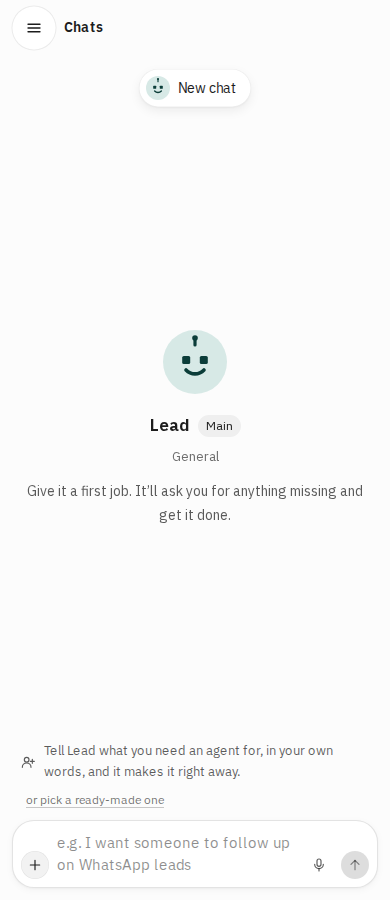 Chats
New chat
Lead Main
General
Give it a first job. It’ll ask you for anything missing and
get it done.
Tell Lead what you need an agent for, in your own
words, and it makes it right away.
or pick a ready-made one
e.g. I want someone to follow up
on WhatsApp leads